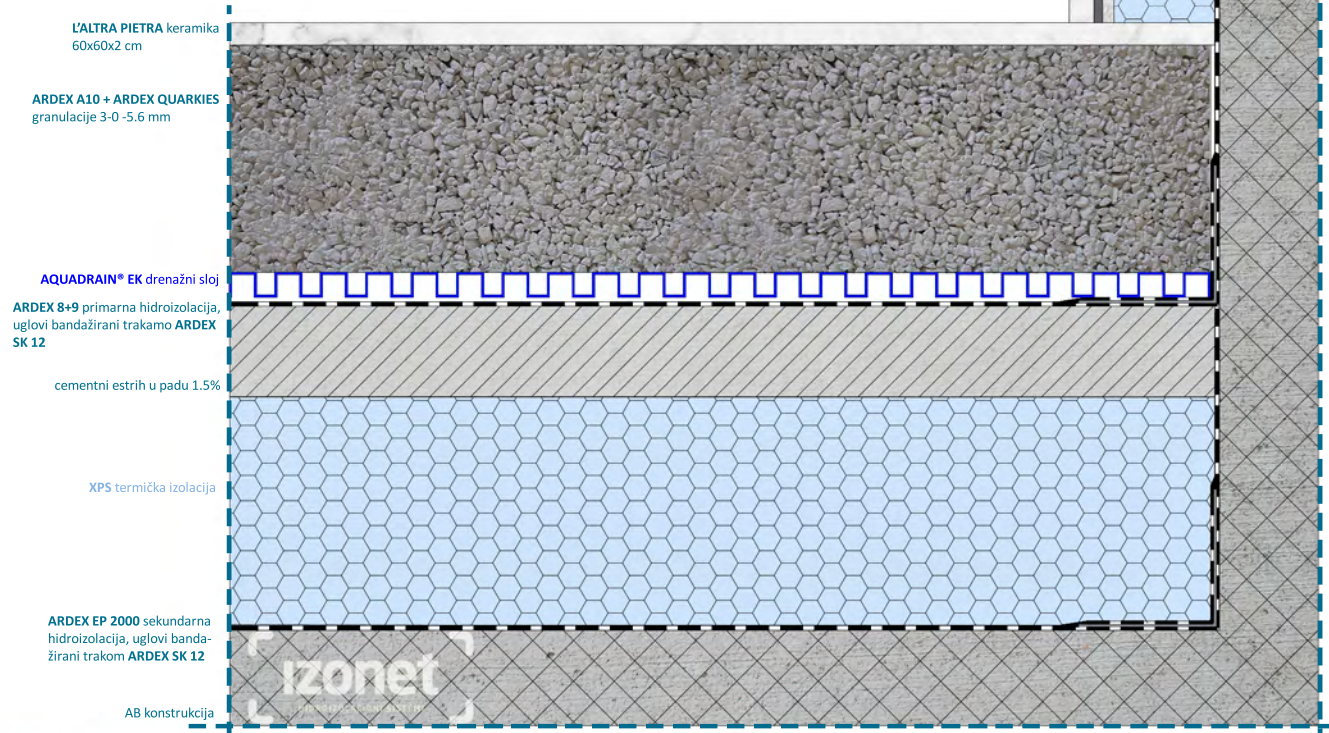 L'ALTRA PIETRA keramika
60x60x2 cm
ARDEX A10 + ARDEX QUARKIES
granulacije 3-0 -5.6 mm
AQUADRAIN® EK drenažni sloj
ARDEX 8+9 primarna hidroizolacija,
uglovi bandažirani trakamo ARDEX
SK 12
cementni estrih u padu 1.5%
XPS termička izolacija
ARDEX EP 2000 sekundarna
hidroizolacija, uglovi banda-
žirani trakom ARDEX SK 12
AB konstrukcija
izonet
HIDROIZOLACIONI SISTEMI